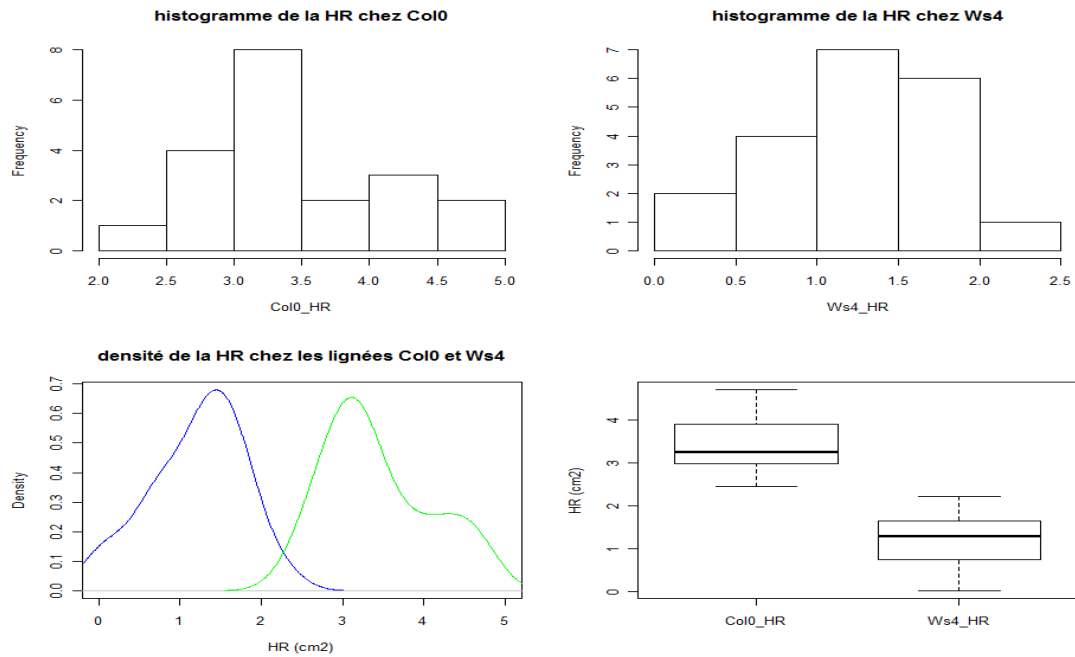 histogramme de la HR chez Col0
Frequency
0 2 4 6 8
2.0 2.5 3.0 3.5 4.0 4.5 5.0
Col0_HR
histogramme de la HR chez Ws4
Frequency
0 1 2 3 4 5 6 7
0.0 0.5 1.0 1.5 2.0 2.5
Ws4_HR
densité de la HR chez les lignées Col0 et Ws4
Density
0.0 0.1 0.2 0.3 0.4 0.5 0.6 0.7
0 1 2 3 4 5
HR (cm2)
HR (cm2)
0 1 2 3 4
Col0_HR Ws4_HR